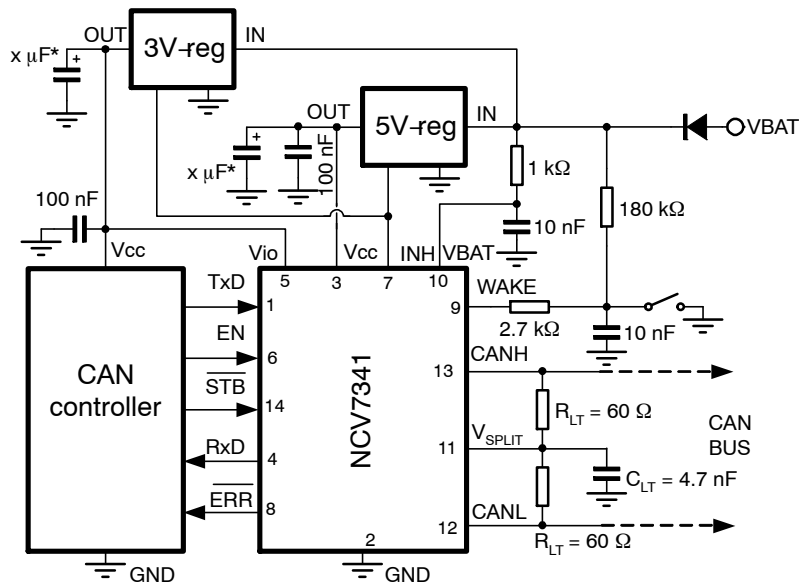 OUT
3V-reg
IN
x µF*
+
OUT
5V-reg
IN
VBAT
+
x µF*
100 nF
1 kΩ
180 kΩ
100 nF
10 nF
Vcc
Vio
Vcc
INH
VBAT
5
3
7
10
WAKE
9
2.7 kΩ
10 nF
TxD
1
EN
6
STB
14
RxD
4
ERR
8
CAN
controller
NCV7341
CANH
13
RLT = 60 Ω
VSPLIT
11
CAN
BUS
CLT = 4.7 nF
CANL
12
RLT = 60 Ω
2
GND
GND